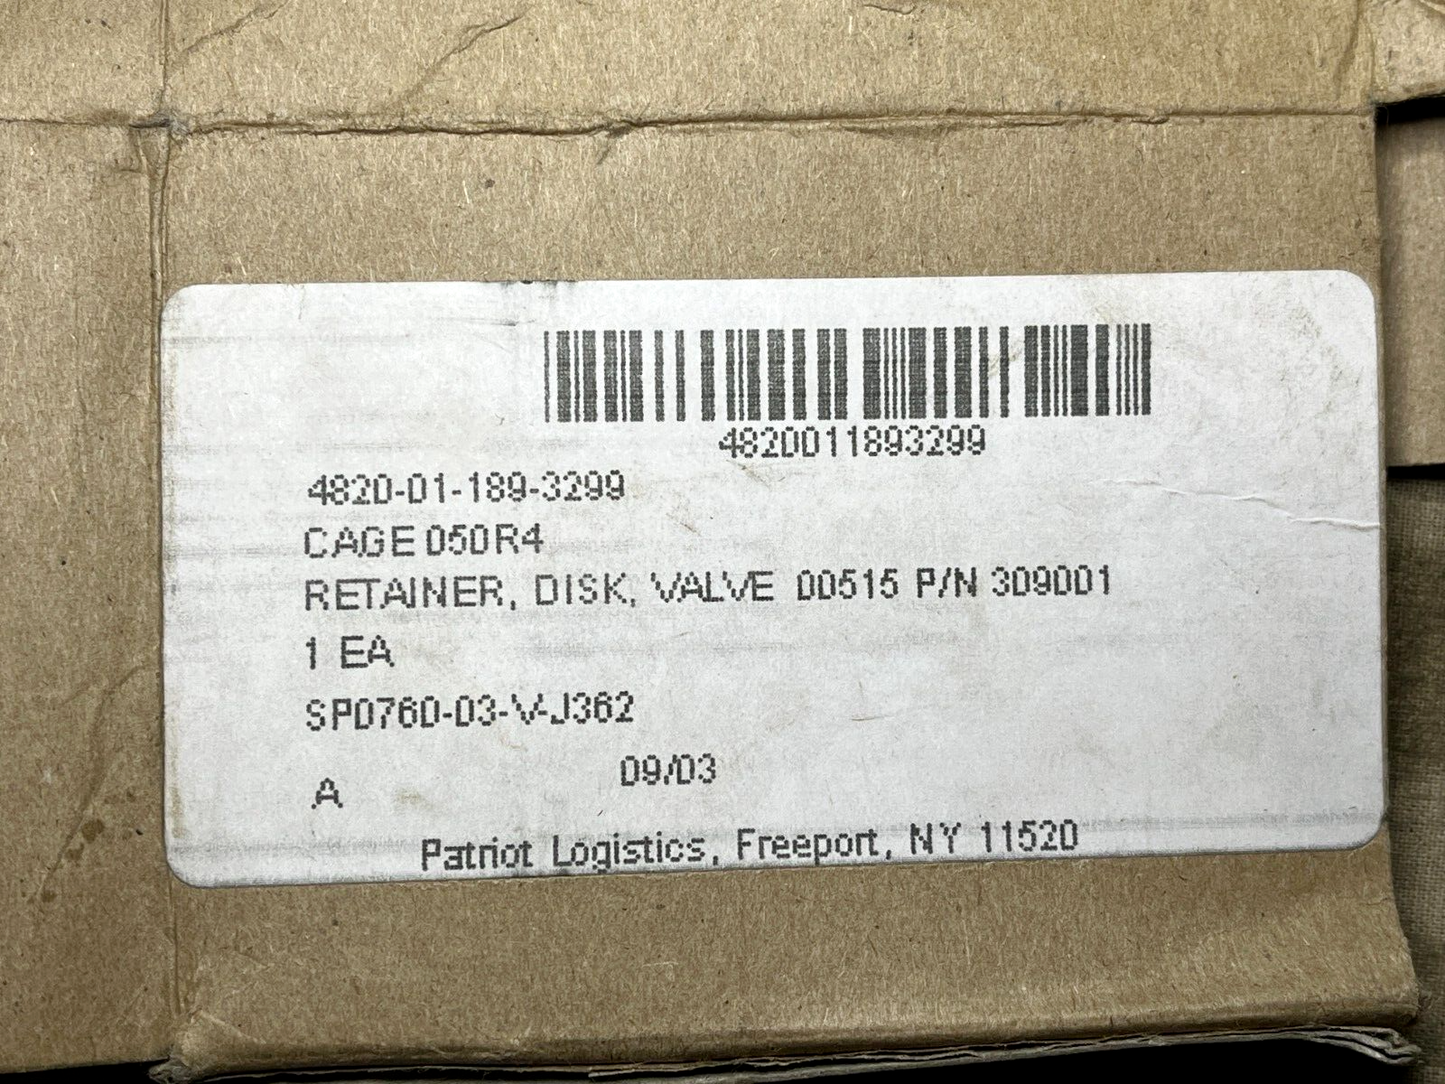 4820011893299
4820-01-189-3299
CAGE 050R4
RETAINER, DISK, VALVE 00515 P/N 309001
1 EA
SP0760-03-V-J362
09/03
A
Patriot Logistics, Freeport, NY 11520